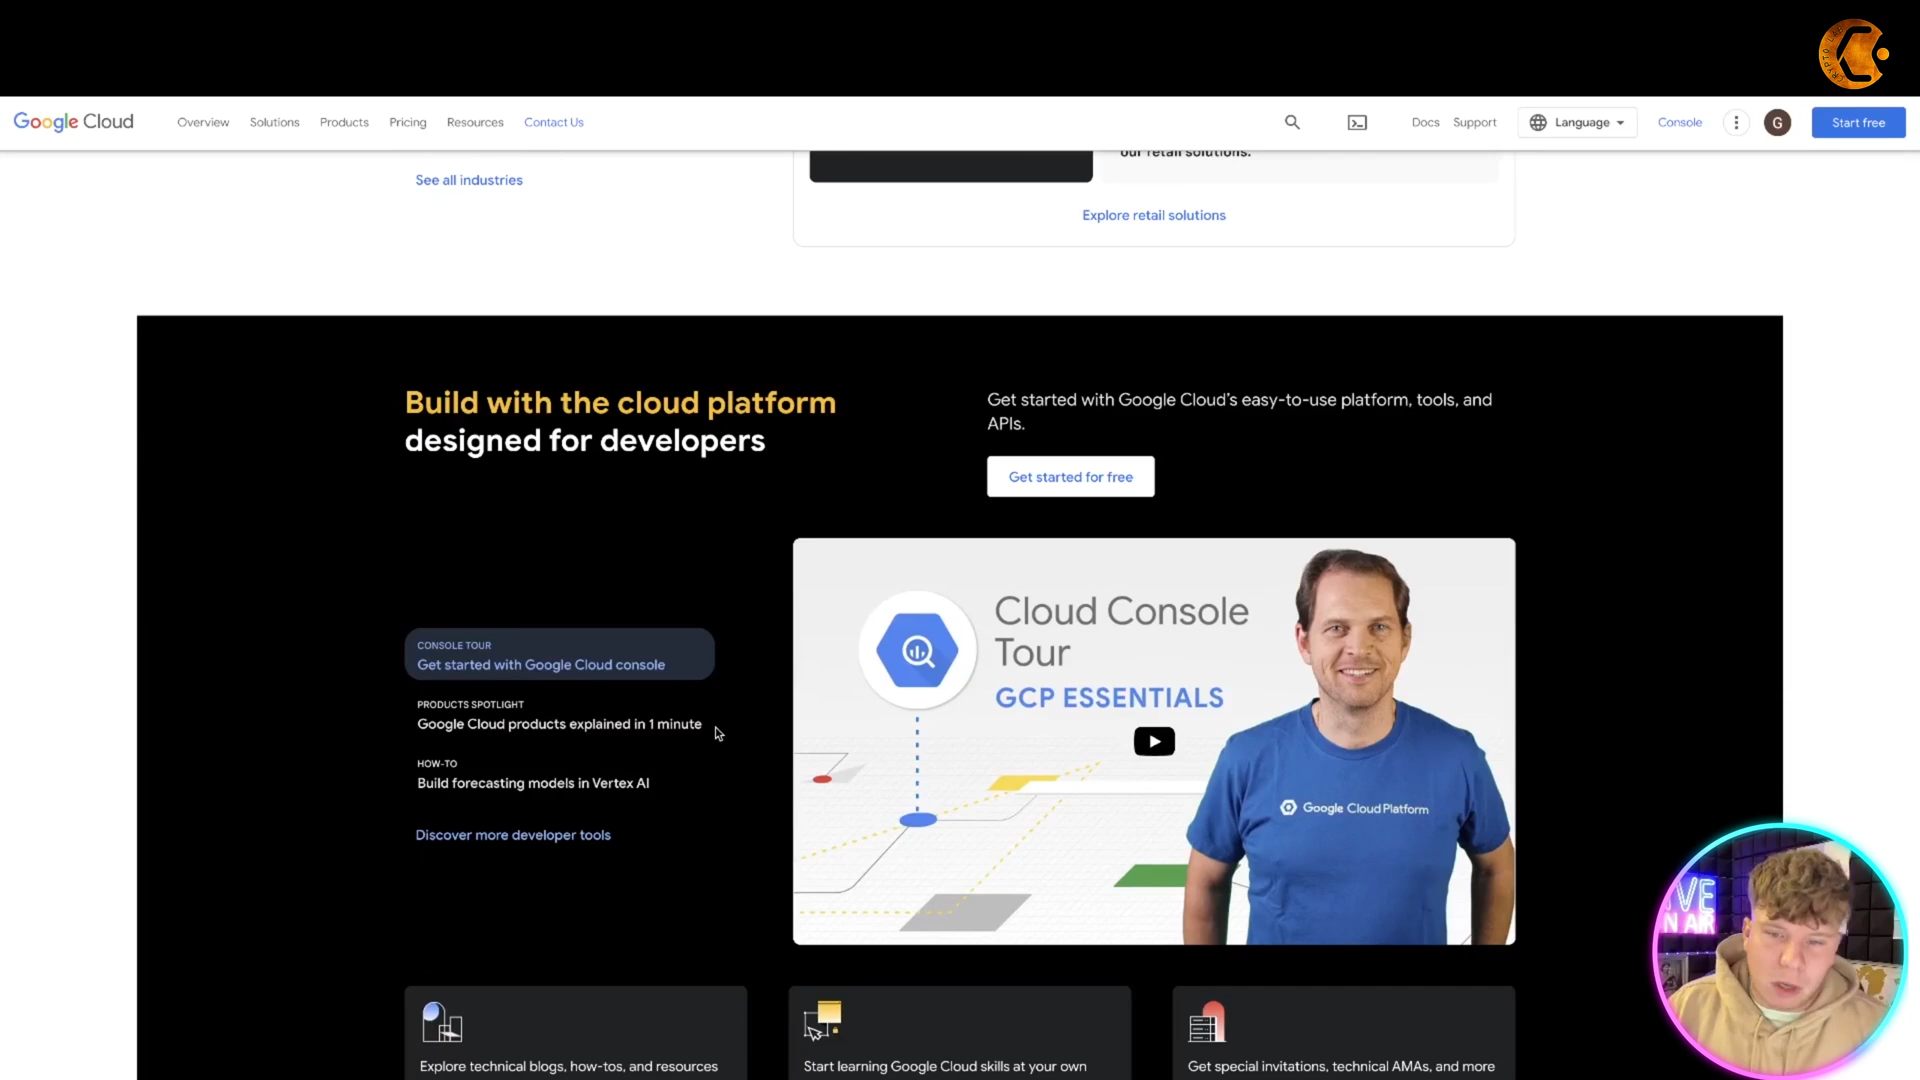 Google Cloud
Overview
Solutions
Products
Pricing
Resources
Contact Us
Docs
Support
Language
Console
G
Start free
our retail solutions.
See all industries
Explore retail solutions
Build with the cloud platform
designed for developers
Get started with Google Cloud's easy-to-use platform, tools, and
APIs.
Get started for free
CONSOLE TOUR
Get started with Google Cloud console
PRODUCTS SPOTLIGHT
Google Cloud products explained in 1 minute
HOW-TO
Build forecasting models in Vertex AI
Discover more developer tools
Cloud Console
Tour
GCP ESSENTIALS
Google Cloud Platform
Explore technical blogs, how-tos, and resources
Start learning Google Cloud skills at your own
Get special invitations, technical AMAs, and more